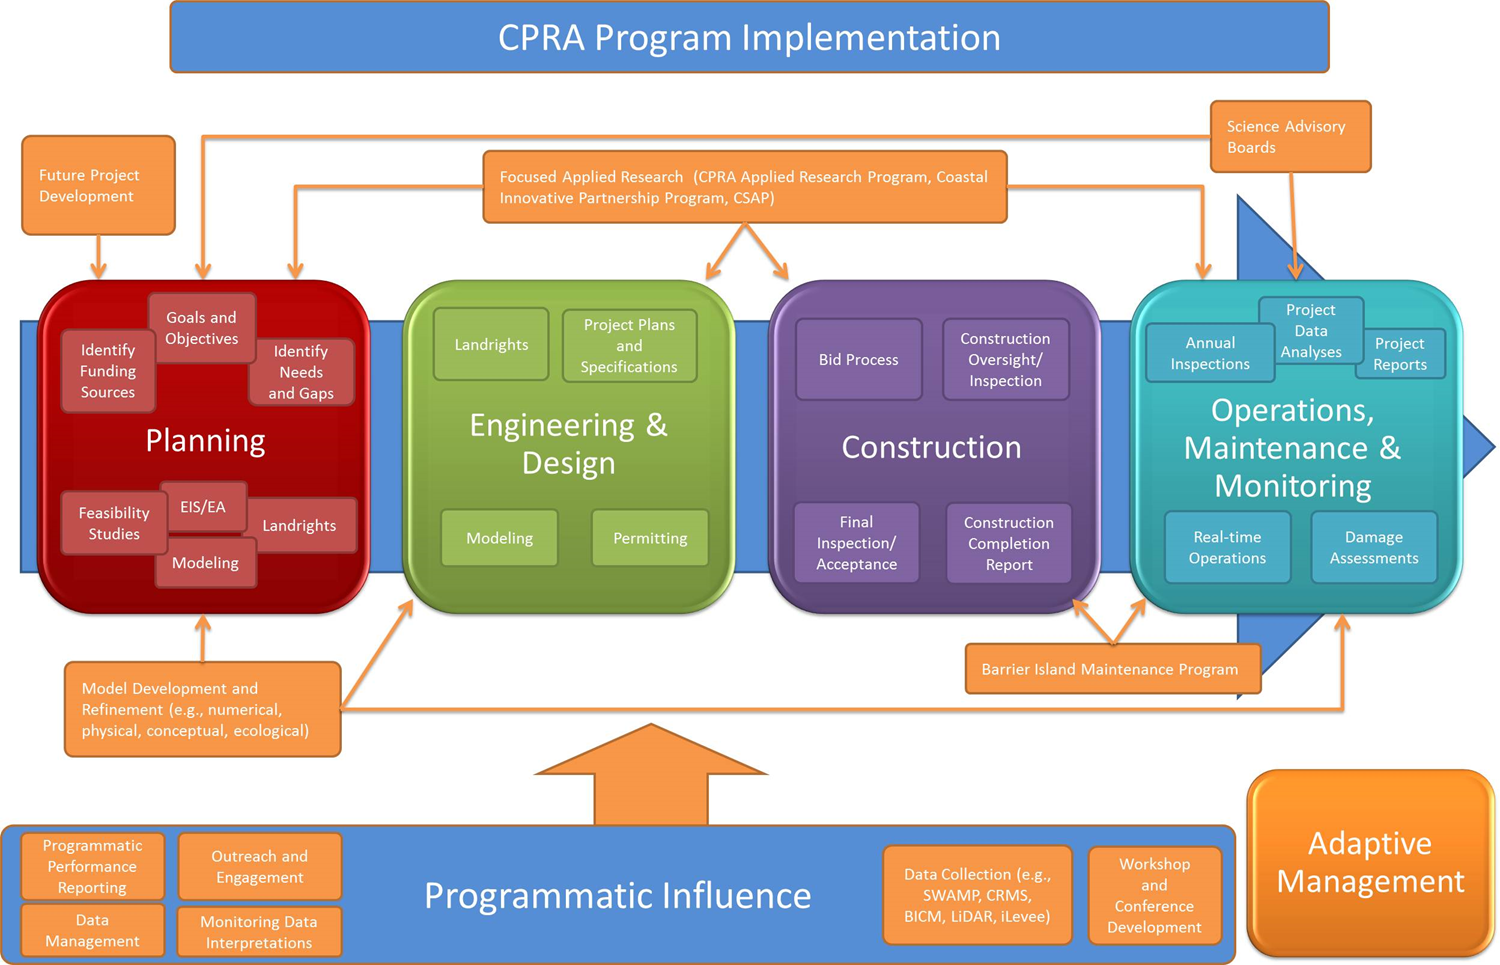 CPRA Program Implementation
Science Advisory
Boards
Future Project
Development
Focused Applied Research  (CPRA Applied Research Program, Coastal
Innovative Partnership Program, CSAP)
Goals and
Objectives
Identify
Funding
Sources
Identify
Needs
and Gaps
Planning
Feasibility
Studies
EIS/EA
Landrights
Modeling
Landrights
Project Plans
and
Specifications
Engineering &
Design
Modeling
Permitting
Bid Process
Construction
Oversight/
Inspection
Construction
Final
Inspection/
Acceptance
Construction
Completion
Report
Annual
Inspections
Project
Data
Analyses
Project
Reports
Operations,
Maintenance &
Monitoring
Real-time
Operations
Damage
Assessments
Model Development and
Refinement (e.g., numerical,
physical, conceptual, ecological)
Barrier Island Maintenance Program
Programmatic
Performance
Reporting
Outreach and
Engagement
Data
Management
Monitoring Data
Interpretations
Programmatic Influence
Data Collection (e.g.,
SWAMP, CRMS,
BICM, LiDAR, iLevee)
Workshop
and
Conference
Development
Adaptive
Management